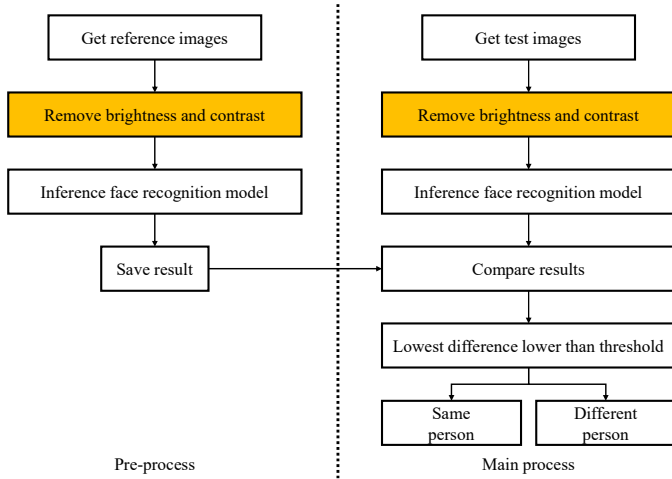 Get reference images
Remove brightness and contrast
Inference face recognition model
Save result
Pre-process
Get test images
Remove brightness and contrast
Inference face recognition model
Compare results
Lowest difference lower than threshold
Same
person
Different
person
Main process